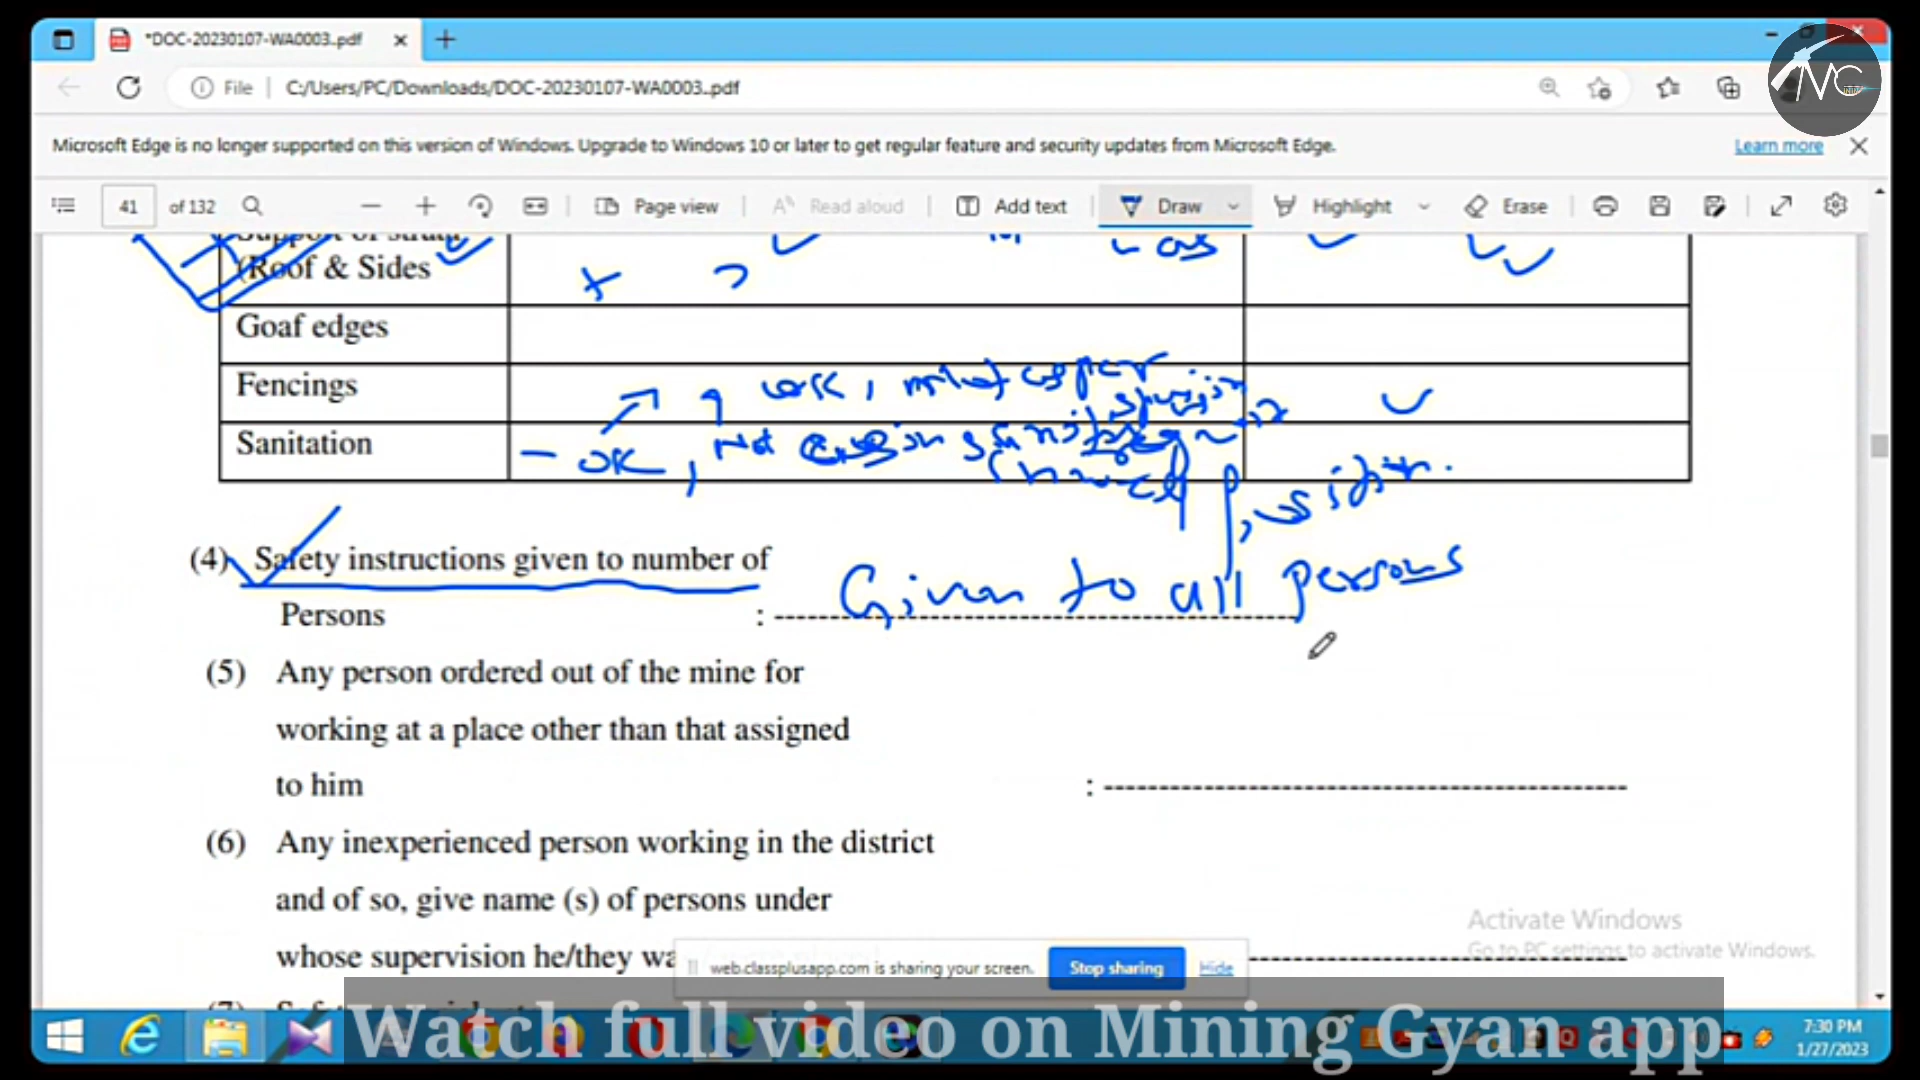 *DOC-20230107-WA0003..pdf
File C:/Users/PC/Downloads/DOC-20230107-WA0003..pdf
Microsoft Edge is no longer supported on this version of Windows. Upgrade to Windows 10 or later to get regular feature and security updates from Microsoft Edge.
Learn more
41 of 132 Page view Read aloud Add text Draw Highlight Erase
(Roof & Sides
Goaf edges
Fencings
Sanitation - OK, Not
(4) Safety instructions given to number of
Persons : Given to all persons
(5) Any person ordered out of the mine for
working at a place other than that assigned
to him :
(6) Any inexperienced person working in the district
and of so, give name (s) of persons under
whose supervision he/they wa
Activate Windows
Go to PC settings to activate Windows.
web.classplusapp.com is sharing your screen. Stop sharing Hide
Watch full video on Mining Gyan app
7:30 PM
1/27/2023